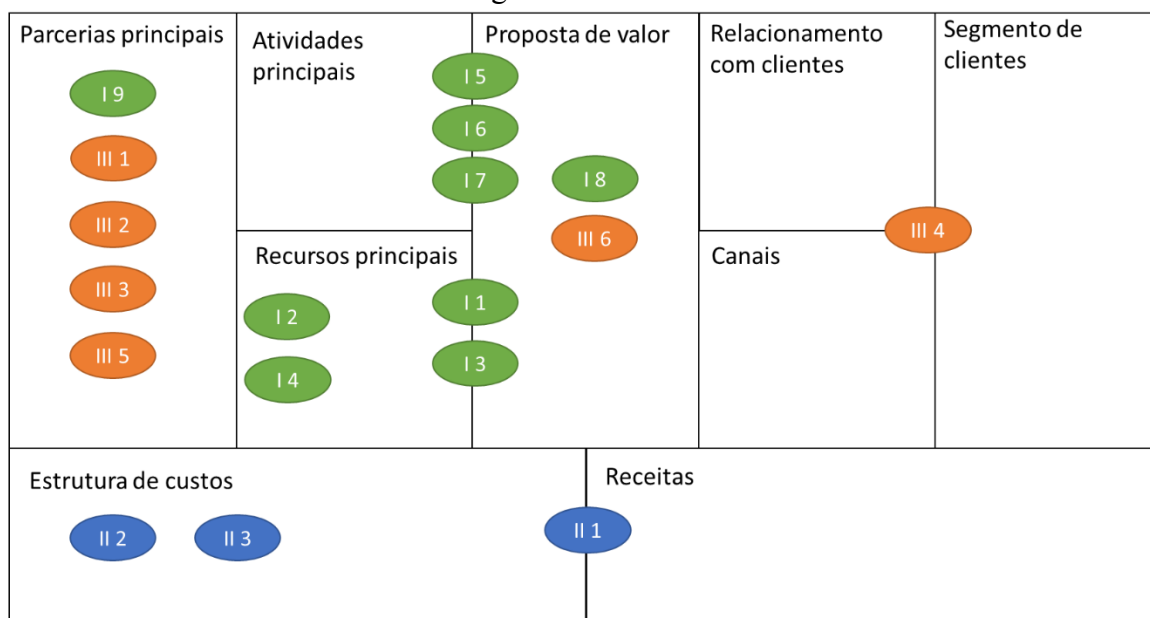 Parcerias principais
I 9
III 1
III 2
III 3
III 5
Atividades
principais
I 5
I 6
I 7
Recursos principais
I 2
I 4
I 1
I 3
Proposta de valor
I 8
III 6
Relacionamento
com clientes
Canais
III 4
Segmento de
clientes
Estrutura de custos
II 2
II 3
II 1
Receitas